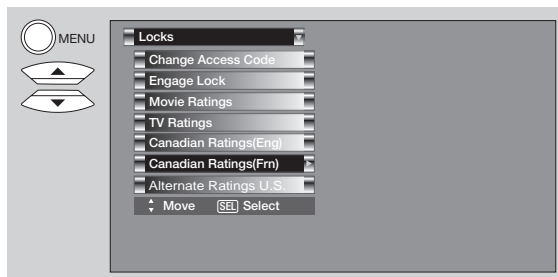 MENU
Locks
Change Access Code
Engage Lock
Movie Ratings
TV Ratings
Canadian Ratings(Eng)
Canadian Ratings(Frn)
Alternate Ratings U.S.
Move SEL Select